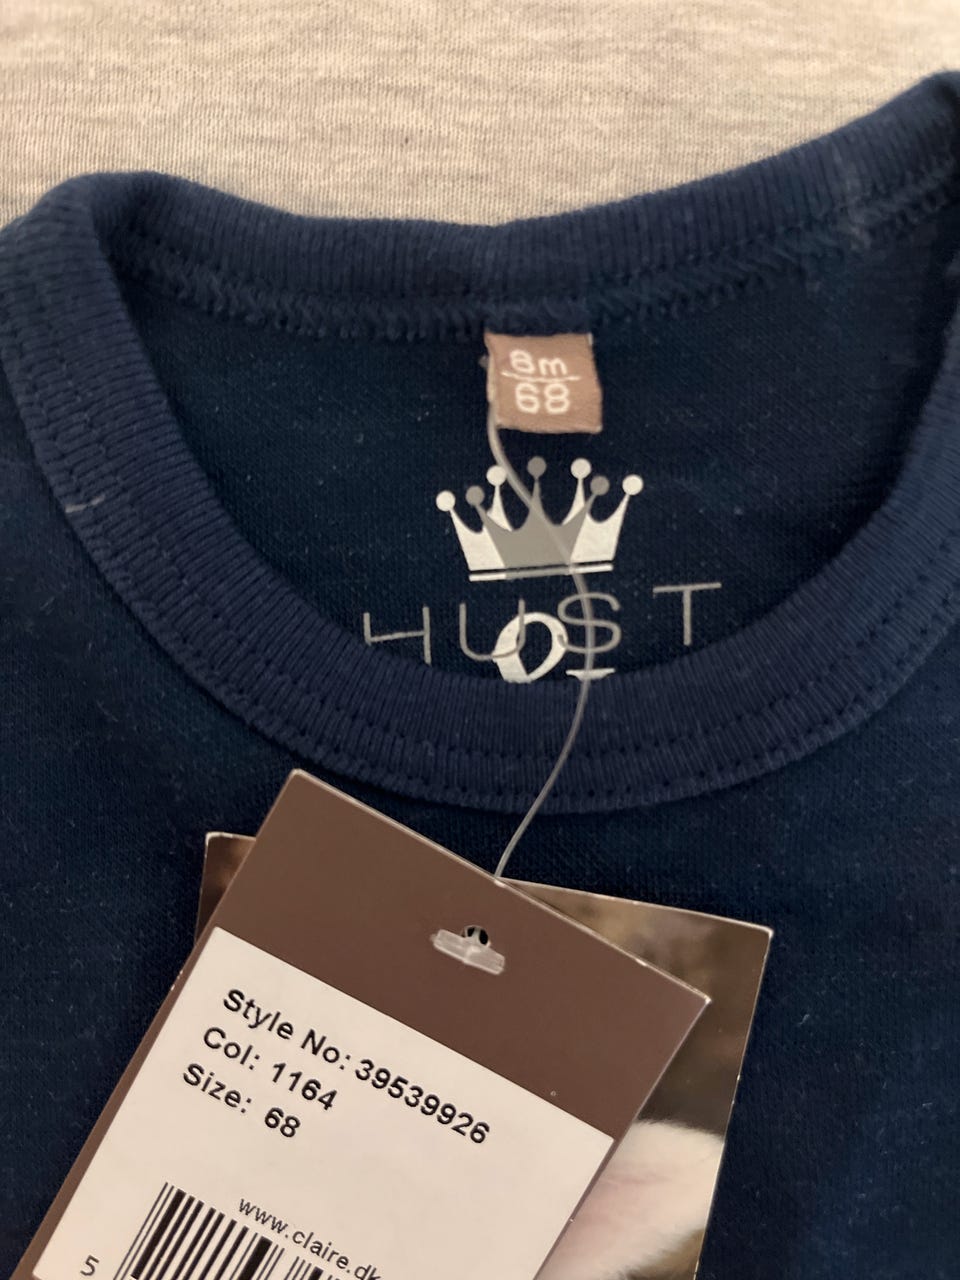 8m
68
HUST
Style No: 39539926
Col: 1164
Size: 68
www.claire.dk
5